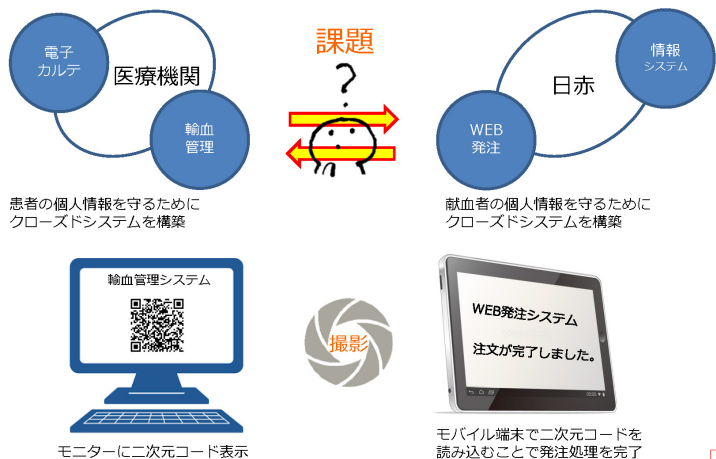 電子
カルテ
医療機関
輸血
管理
課題
?
情報
システム
日赤
WEB
発注
患者の個人情報を守るために
クローズドシステムを構築
献血者の個人情報を守るために
クローズドシステムを構築
輸血管理システム
撮影
WEB発注システム
注文が完了しました。
モニターに二次元コード表示
モバイル端末で二次元コードを
読み込むことで発注処理を完了